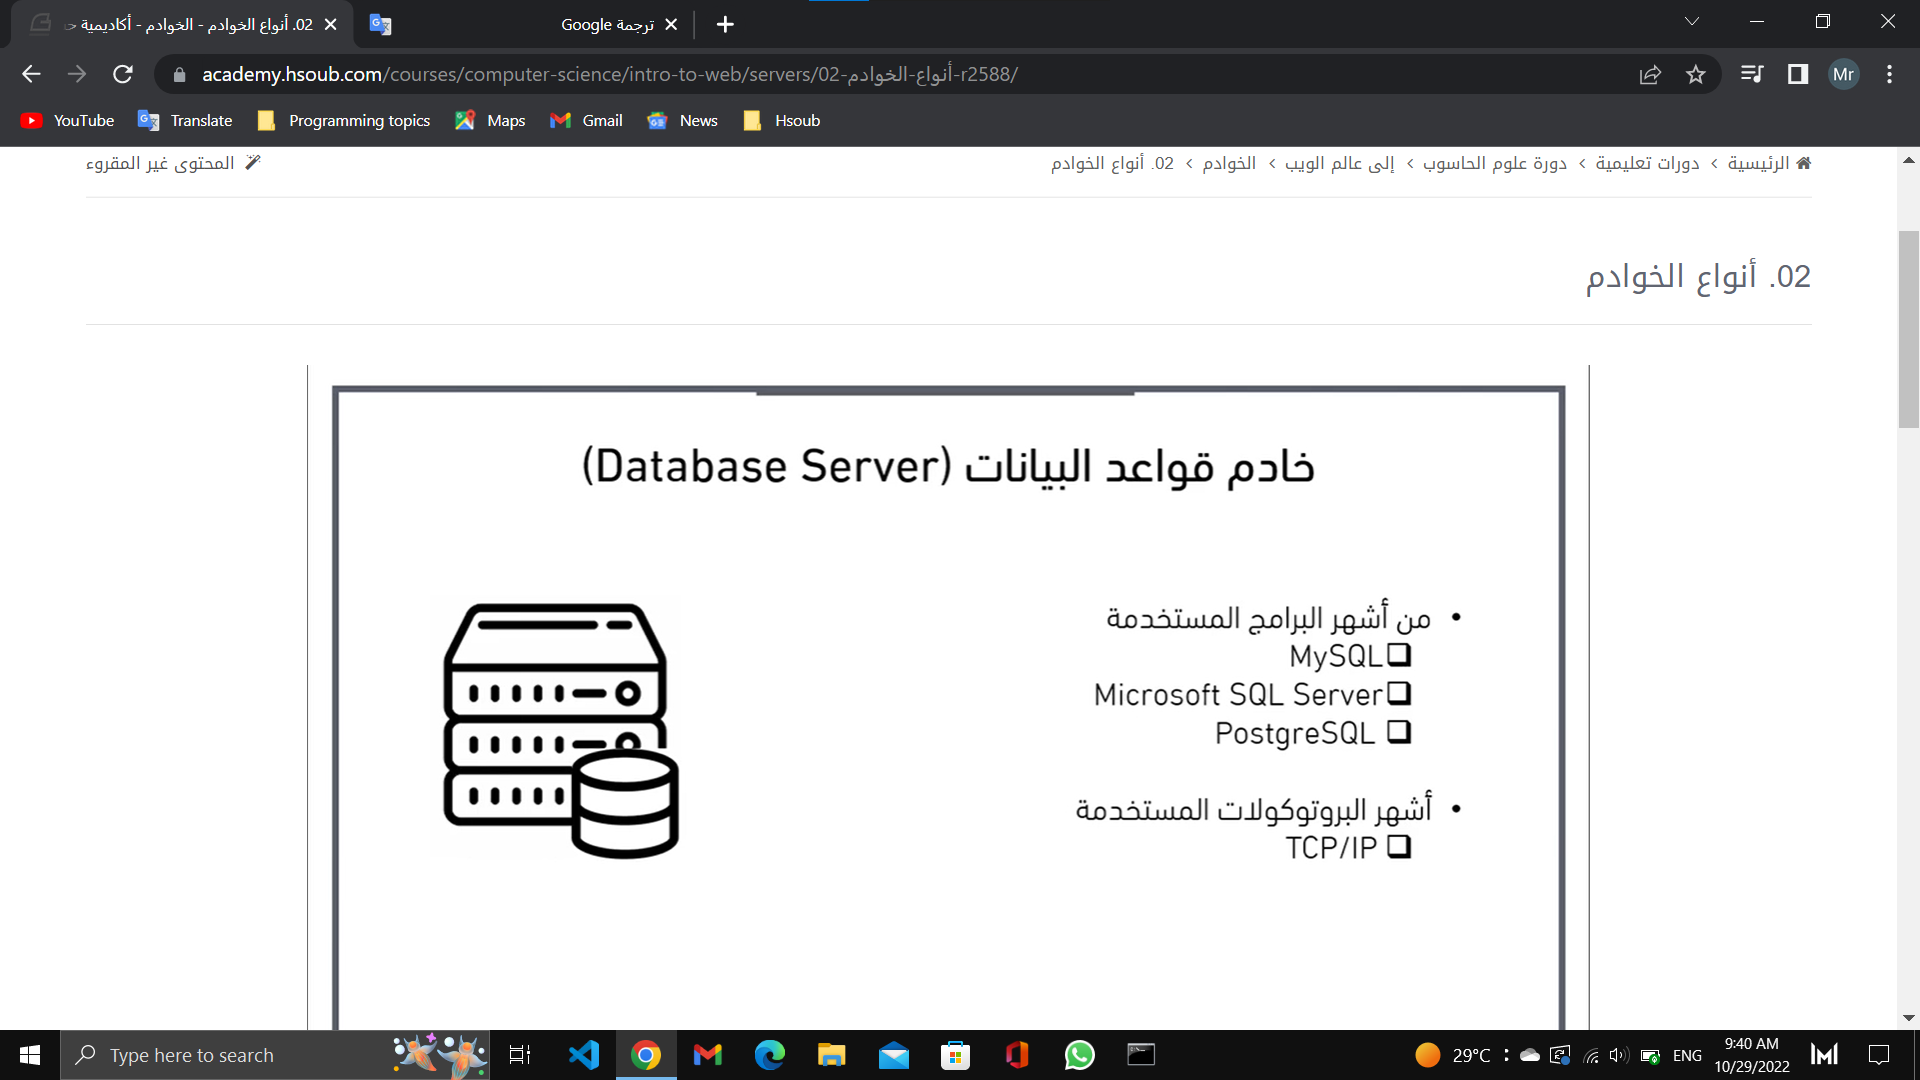 02. أنواع الخوادم - الخوادم - أكاديمية
ترجمة Google
academy.hsoub.com/courses/computer-science/intro-to-web/servers/02-أنواع-الخوادم-r2588/
Mr
YouTube
Translate
Programming topics
Maps
Gmail
News
Hsoub
الرئيسية › دورات تعليمية › دورة علوم الحاسوب › إلى عالم الويب › الخوادم › 02. أنواع الخوادم
المحتوى غير المقروء
02. أنواع الخوادم
خادم قواعد البيانات (Database Server)
• من أشهر البرامج المستخدمة
❑MySQL
❑Microsoft SQL Server
❑ PostgreSQL
• أشهر البروتوكولات المستخدمة
❑ TCP/IP
Type here to search
29°C
ENG
9:40 AM
10/29/2022